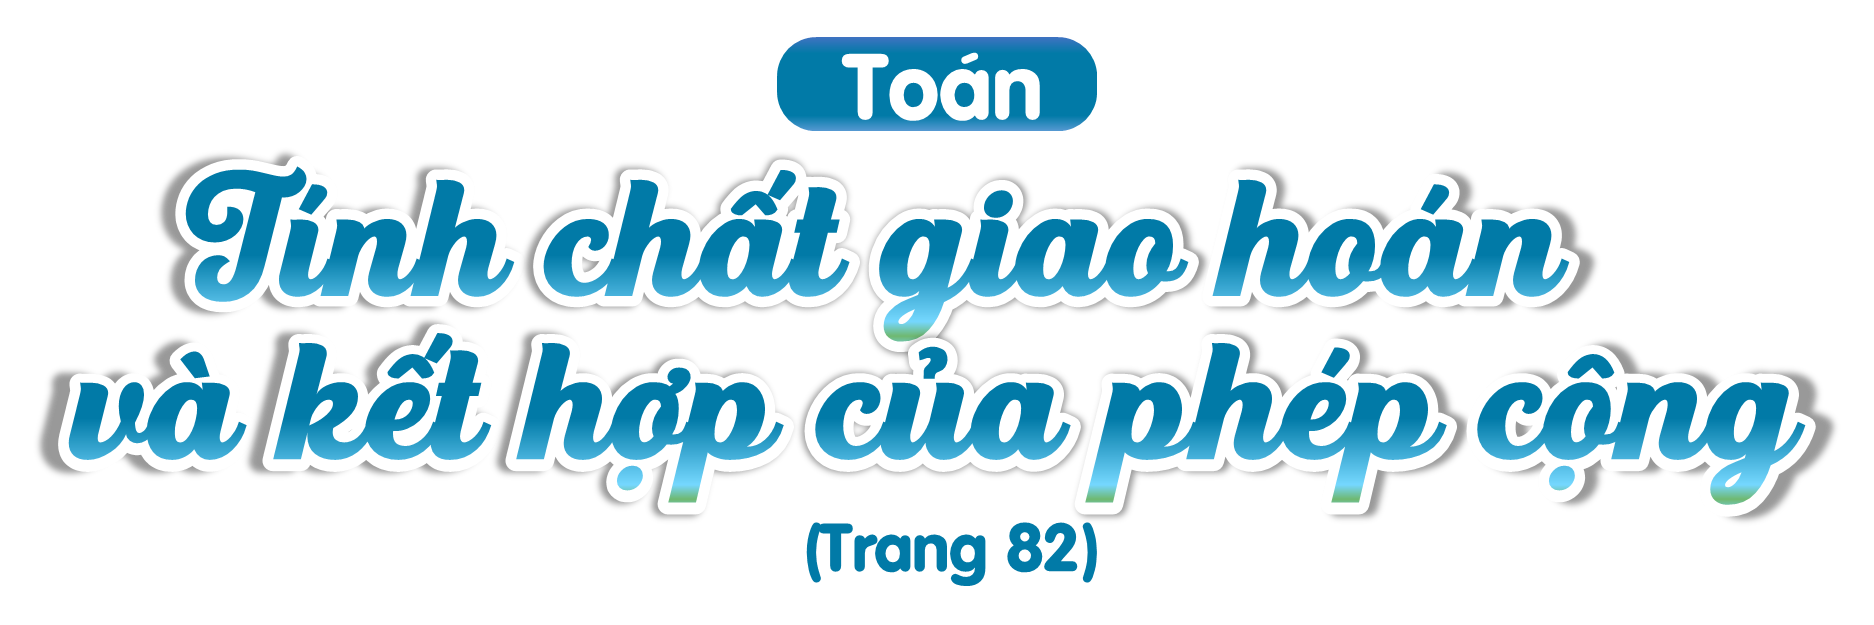 Toán
Tính chất giao hoán
và kết hợp của phép cộng
(Trang 82)